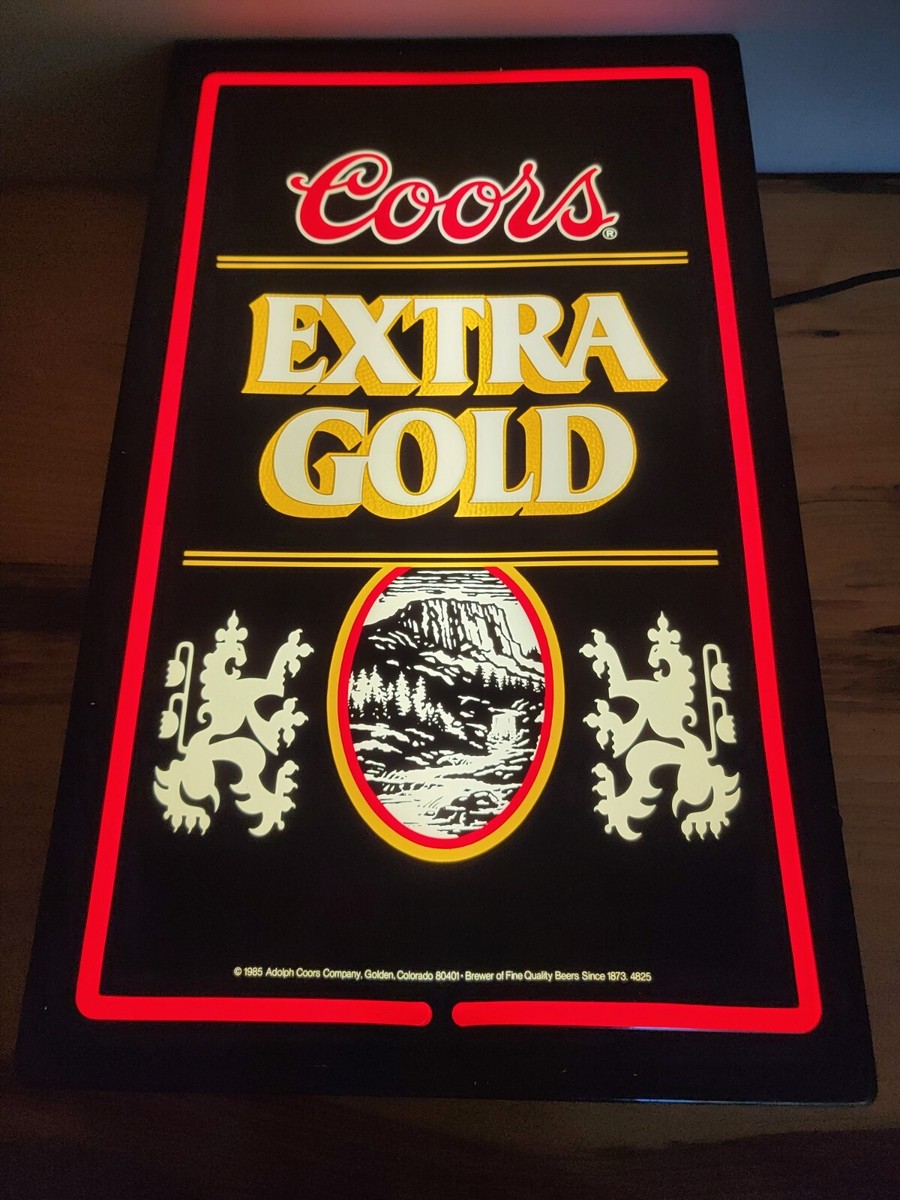 Coors®
EXTRA
GOLD
© 1985 Adolph Coors Company, Golden, Colorado 80401 • Brewer of Fine Quality Beers Since 1873. 4825